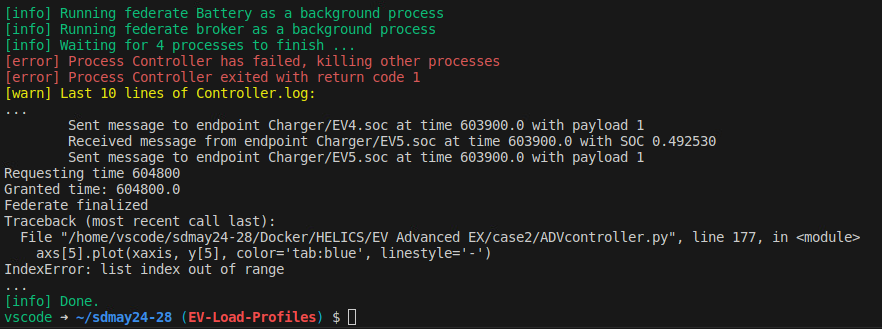 [info] Running federate Battery as a background process
[info] Running federate broker as a background process
[info] Waiting for 4 processes to finish ...
[error] Process Controller has failed, killing other processes
[error] Process Controller exited with return code 1
[warn] Last 10 lines of Controller.log:
...
        Sent message to endpoint Charger/EV4.soc at time 603900.0 with payload 1
        Received message from endpoint Charger/EV5.soc at time 603900.0 with SOC 0.492530
        Sent message to endpoint Charger/EV5.soc at time 603900.0 with payload 1
Requesting time 604800
Granted time: 604800.0
Federate finalized
Traceback (most recent call last):
  File "/home/vscode/sdmay24-28/Docker/HELICS/EV Advanced EX/case2/ADVcontroller.py", line 177, in <module>
    axs[5].plot(xaxis, y[5], color='tab:blue', linestyle='-')
IndexError: list index out of range
...
[info] Done.
vscode ➜ ~/sdmay24-28 (EV-Load-Profiles) $